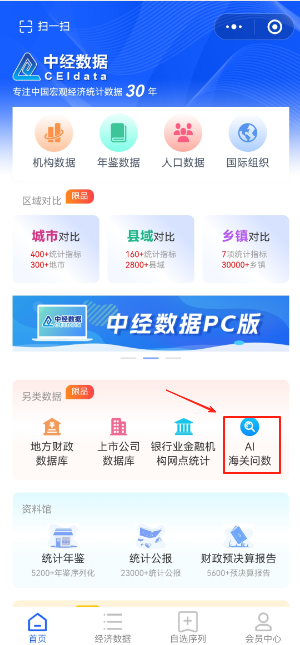 扫一扫
中经数据
CEIdata
专注中国宏观经济统计数据 30 年
机构数据 年鉴数据 人口数据 国际组织
区域对比 限品
城市对比 县域对比 乡镇对比
400+统计指标 160+统计指标 7项统计指标
300+地市 2800+县域 30000+乡镇
中经数据
中经数据PC版
另类数据 限品
地方财政 上市公司 银行业金融机 AI
数据库 数据库 构网点统计 海关问数
资料馆
统计年鉴 统计公报 财政预决算报告
5200+年鉴序列化 23000+统计公报 5600+预决算报告
首页 经济数据 自选序列 会员中心